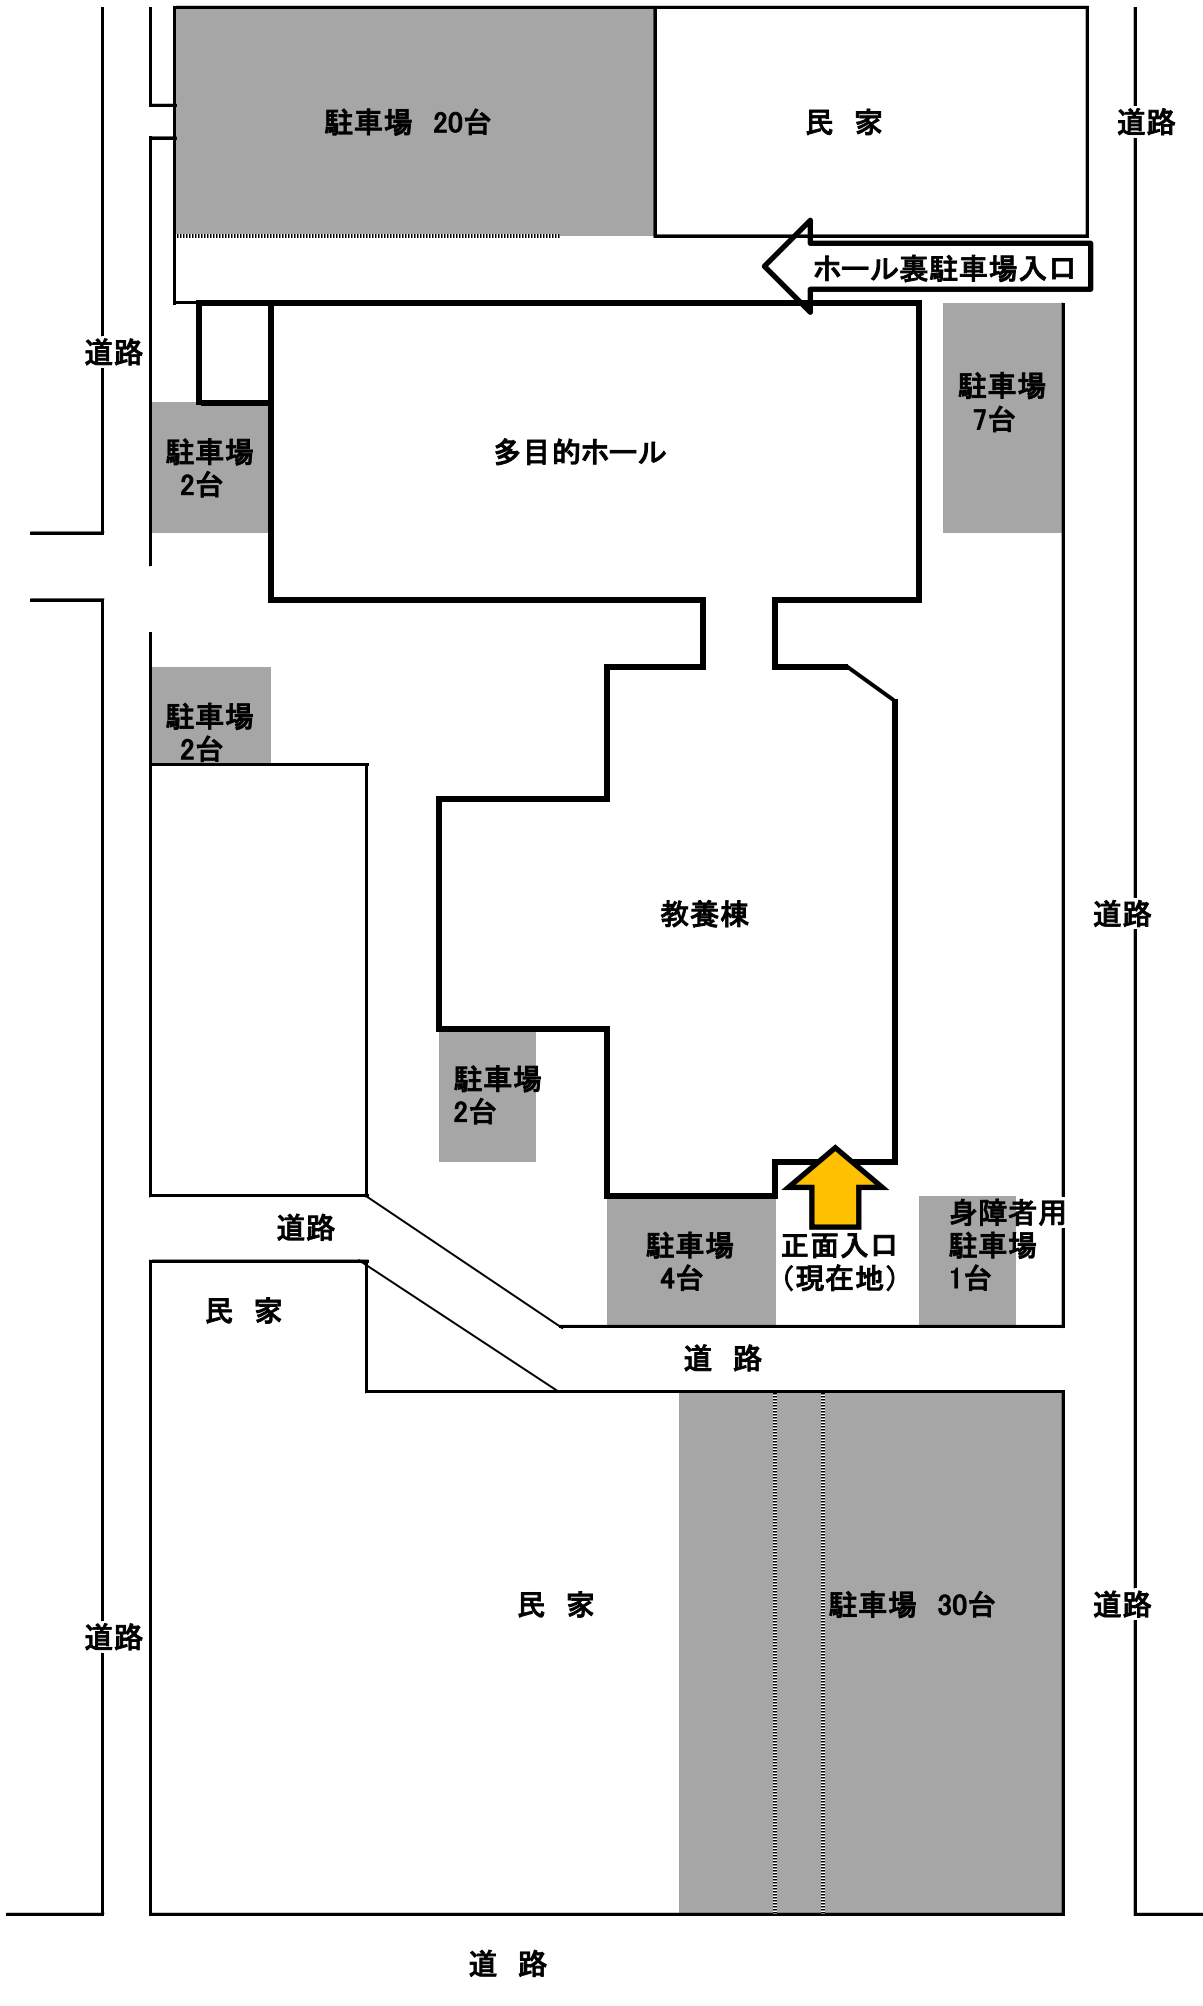 駐車場 20台
民 家
道路
ホール裏駐車場入口
道路
駐車場
7台
駐車場
2台
多目的ホール
駐車場
2台
教養棟
道路
駐車場
2台
道路
駐車場
4台
正面入口
(現在地)
身障者用
駐車場
1台
民 家
道 路
民 家
駐車場 30台
道路
道路
道 路